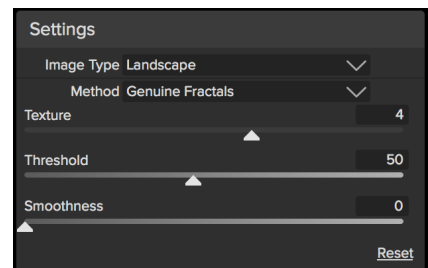 Settings
Image Type Landscape
Method Genuine Fractals
Texture 4
Threshold 50
Smoothness 0
Reset